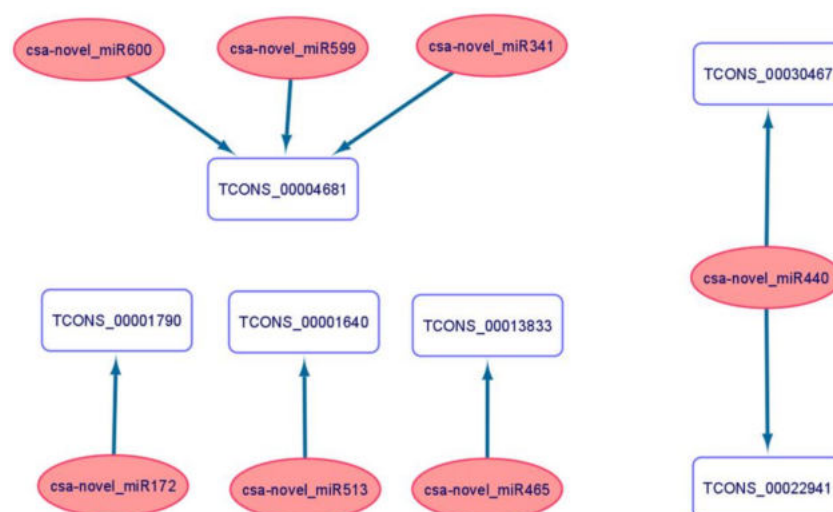 csa-novel_miR600
csa-novel_miR599
csa-novel_miR341
TCONS_00030467
TCONS_00004681
csa-novel_miR440
TCONS_00001790
TCONS_00001640
TCONS_00013833
csa-novel_miR172
csa-novel_miR513
csa-novel_miR465
TCONS_00022941